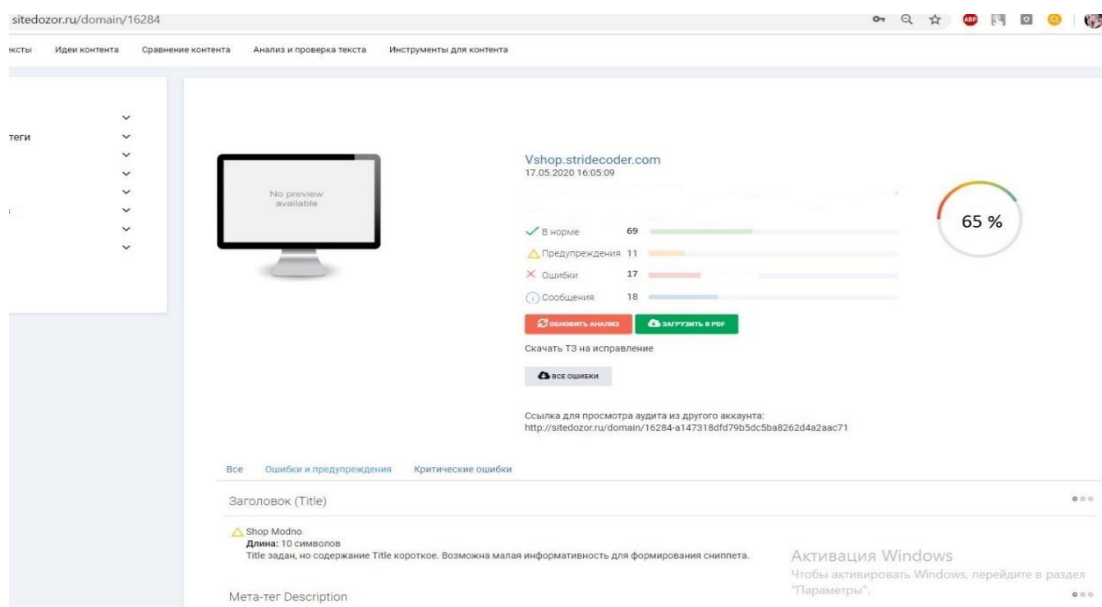 sitedozor.ru/domain/16284
ABP
ксты Идеи контента Сравнение контента Анализ и проверка текста Инструменты для контента
теги
No preview
available
Vshop.stridecoder.com
17.05.2020 16:05:09
65 %
В норме 69
Предупреждения 11
Ошибки 17
Сообщения 18
ОБНОВИТЬ АНАЛИЗ ЗАГРУЗИТЬ В PDF
Скачать ТЗ на исправление
ВСЕ ОШИБКИ
Ссылка для просмотра аудита из другого аккаунта:
http://sitedozor.ru/domain/16284-a147318dfd79b5dc5ba8262d4a2aac71
Все Ошибки и предупреждения Критические ошибки
Заголовок (Title)
Shop Modno
Длина: 10 символов
Title задан, но содержание Title короткое. Возможна малая информативность для формирования сниппета.
Активация Windows
Чтобы активировать Windows, перейдите в раздел
"Параметры".
Мета-тег Description